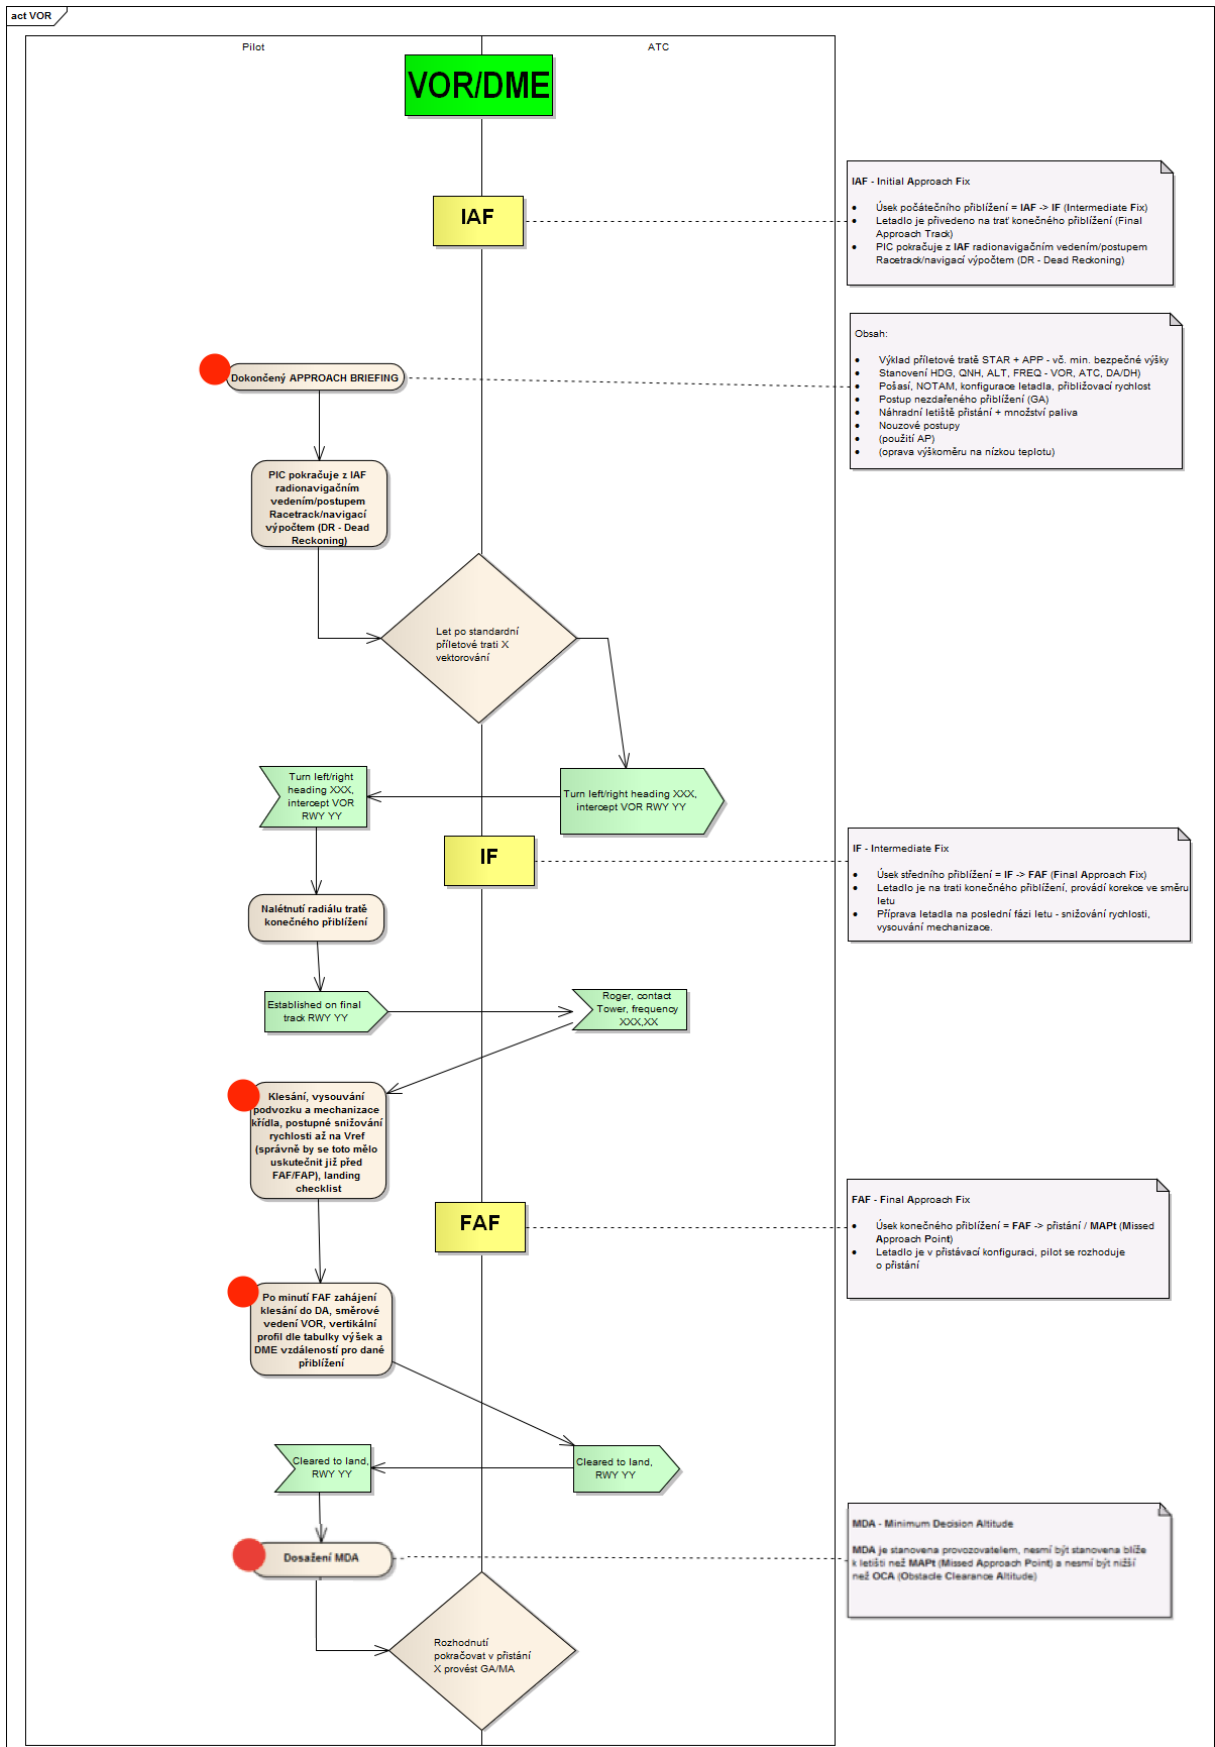 act VOR
Pilot
ATC
VOR/DME
IAF
IAF - Initial Approach Fix
• Úsek počátečního přiblížení = IAF -> IF (Intermediate Fix)
• Letadlo je přivedeno na trať konečného přiblížení (Final
Approach Track)
• PIC pokračuje z IAF radionavigačním vedením/postupem
Racetrack/navigací výpočtem (DR - Dead Reckoning)
Obsah:
• Výklad příletové tratě STAR + APP - vč. min. bezpečné výšky
• Stanovení HDG, QNH, ALT, FREQ - VOR, ATC, DA/DH)
• Pošasí, NOTAM, konfigurace letadla, přibližovací rychlost
• Postup nezdařeného přiblížení (GA)
• Náhradní letiště přistání + množství paliva
• Nouzové postupy
• (použití AP)
• (oprava výškoměru na nízkou teplotu)
Dokončený APPROACH BRIEFING
PIC pokračuje z IAF
radionavigačním
vedením/postupem
Racetrack/navigací
výpočtem (DR - Dead
Reckoning)
Let po standardní
příletové trati X
vektorování
Turn left/right
heading XXX,
intercept VOR
RWY YY
Turn left/right heading XXX,
intercept VOR RWY YY
IF
IF - Intermediate Fix
• Úsek středního přiblížení = IF -> FAF (Final Approach Fix)
• Letadlo je na trati konečného přiblížení, provádí korekce ve směru
letu
• Příprava letadla na poslední fázi letu - snižování rychlosti,
vysouvání mechanizace.
Nalétnutí radiálu tratě
konečného přiblížení
Established on final
track RWY YY
Roger, contact
Tower, frequency
XXX,XX
Klesání, vysouvání
podvozku a mechanizace
křídla, postupné snižování
rychlosti až na Vref
(správně by se toto mělo
uskutečnit již před
FAF/FAP), landing
checklist
FAF
FAF - Final Approach Fix
• Úsek konečného přiblížení = FAF -> přistání / MAPt (Missed
Approach Point)
• Letadlo je v přistávací konfiguraci, pilot se rozhoduje
o přistání
Po minutí FAF zahájení
klesání do DA, směrové
vedení VOR, vertikální
profil dle tabulky výšek a
DME vzdáleností pro dané
přiblížení
Cleared to land,
RWY YY
Cleared to land,
RWY YY
Dosažení MDA
MDA - Minimum Decision Altitude
MDA je stanovena provozovatelem, nesmí být stanovena blíže
k letišti než MAPt (Missed Approach Point) a nesmí být nižší
než OCA (Obstacle Clearance Altitude)
Rozhodnutí
pokračovat v přistání
X provést GA/MA